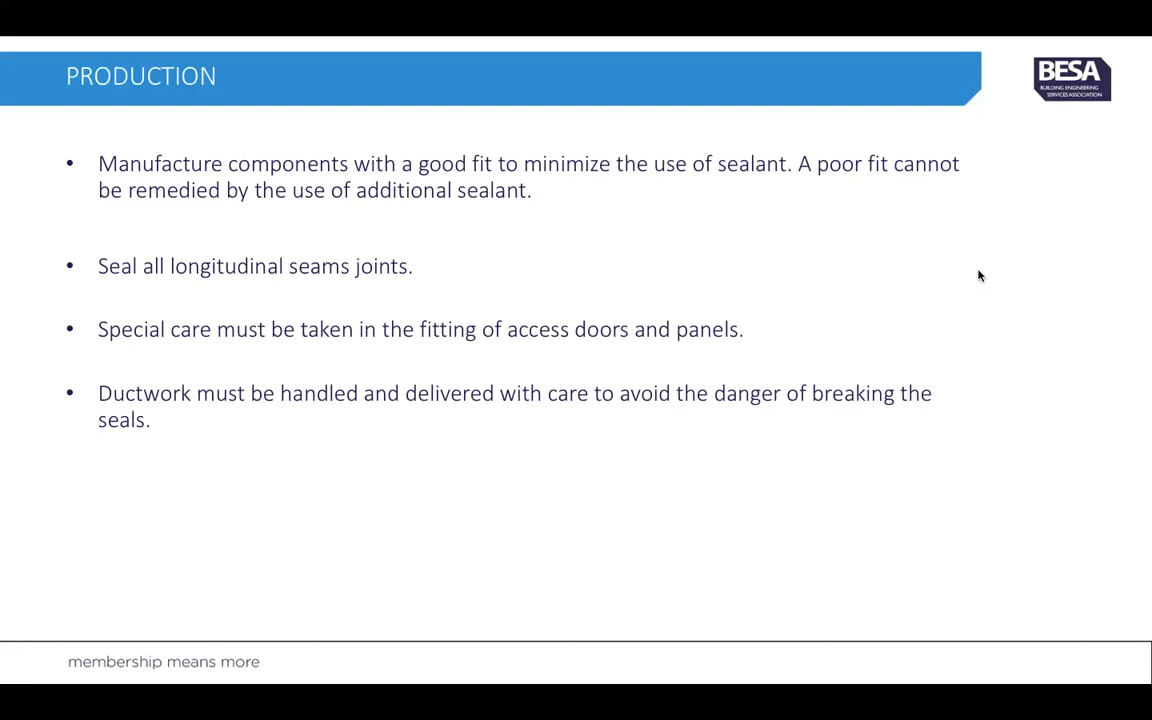 PRODUCTION
BESA
BUILDING ENGINEERING
SERVICES ASSOCIATION
• Manufacture components with a good fit to minimize the use of sealant. A poor fit cannot
be remedied by the use of additional sealant.
• Seal all longitudinal seams joints.
• Special care must be taken in the fitting of access doors and panels.
• Ductwork must be handled and delivered with care to avoid the danger of breaking the
seals.
membership means more